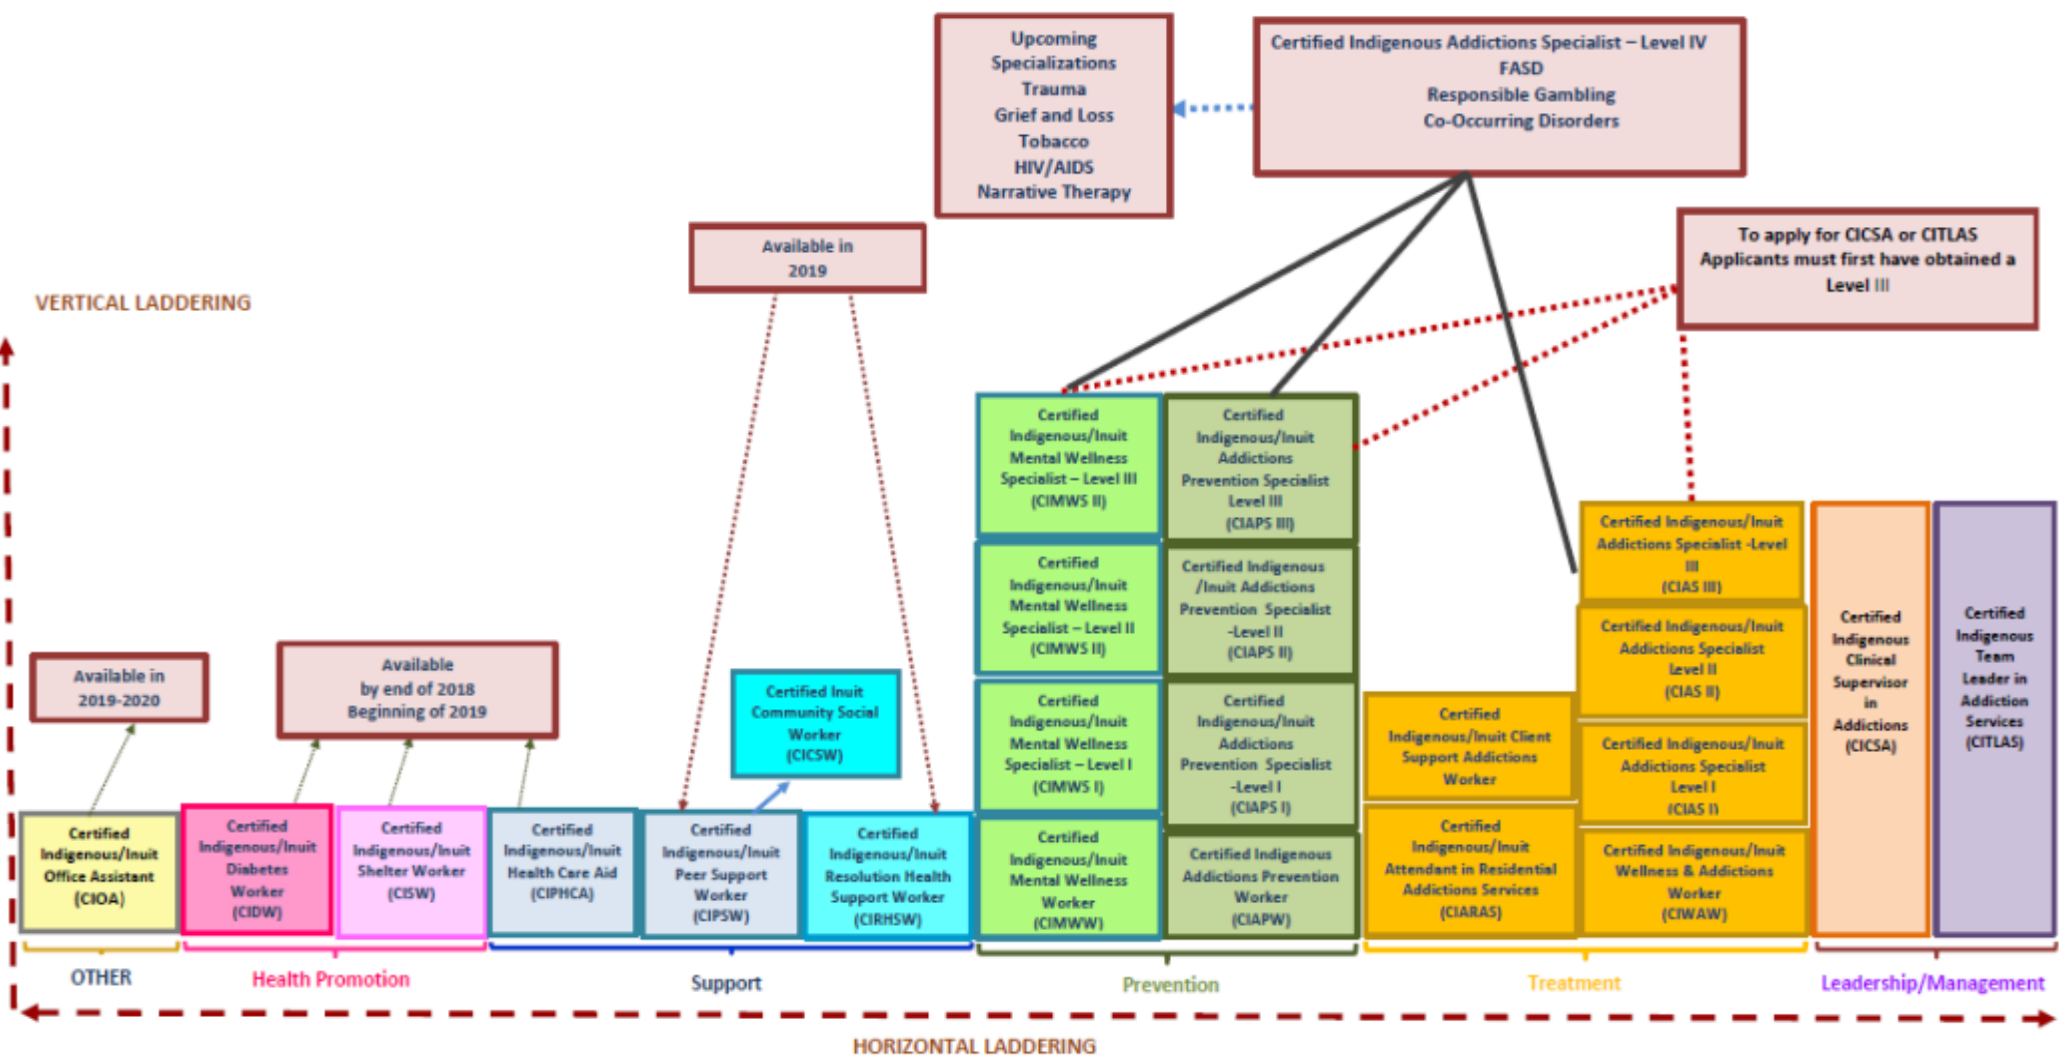 Upcoming
Specializations
Trauma
Grief and Loss
Tobacco
HIV/AIDS
Narrative Therapy
Certified Indigenous Addictions Specialist – Level IV
FASD
Responsible Gambling
Co-Occurring Disorders
Available in
2019
To apply for CICSA or CITLAS
Applicants must first have obtained a
Level III
VERTICAL LADDERING
Available in
2019-2020
Available
by end of 2018
Beginning of 2019
Certified Inuit
Community Social
Worker
(CICSW)
Certified
Indigenous/Inuit
Office Assistant
(CIOA)
Certified
Indigenous/Inuit
Diabetes
Worker
(CIDW)
Certified
Indigenous/Inuit
Shelter Worker
(CISW)
Certified
Indigenous/Inuit
Health Care Aid
(CIPHCA)
Certified
Indigenous/Inuit
Peer Support
Worker
(CIPSW)
Certified
Indigenous/Inuit
Resolution Health
Support Worker
(CIRHSW)
Certified
Indigenous/Inuit
Mental Wellness
Specialist – Level III
(CIMWS II)
Certified
Indigenous/Inuit
Mental Wellness
Specialist – Level II
(CIMWS II)
Certified
Indigenous/Inuit
Mental Wellness
Specialist – Level I
(CIMWS I)
Certified
Indigenous/Inuit
Mental Wellness
Worker
(CIMWW)
Certified
Indigenous/Inuit
Addictions
Prevention Specialist
Level III
(CIAPS III)
Certified Indigenous
/Inuit Addictions
Prevention Specialist
-Level II
(CIAPS II)
Certified
Indigenous/Inuit
Addictions
Prevention Specialist
-Level I
(CIAPS I)
Certified Indigenous
Addictions Prevention
Worker
(CIAPW)
Certified
Indigenous/Inuit Client
Support Addictions
Worker
Certified
Indigenous/Inuit
Attendant in Residential
Addictions Services
(CIARAS)
Certified Indigenous/Inuit
Addictions Specialist -Level
III
(CIAS III)
Certified Indigenous/Inuit
Addictions Specialist
Level II
(CIAS II)
Certified Indigenous/Inuit
Addictions Specialist
Level I
(CIAS I)
Certified Indigenous/Inuit
Wellness & Addictions
Worker
(CIWAW)
Certified
Indigenous
Clinical
Supervisor
in
Addictions
(CICSA)
Certified
Indigenous
Team
Leader in
Addiction
Services
(CITLAS)
OTHER
Health Promotion
Support
Prevention
Treatment
Leadership/Management
HORIZONTAL LADDERING